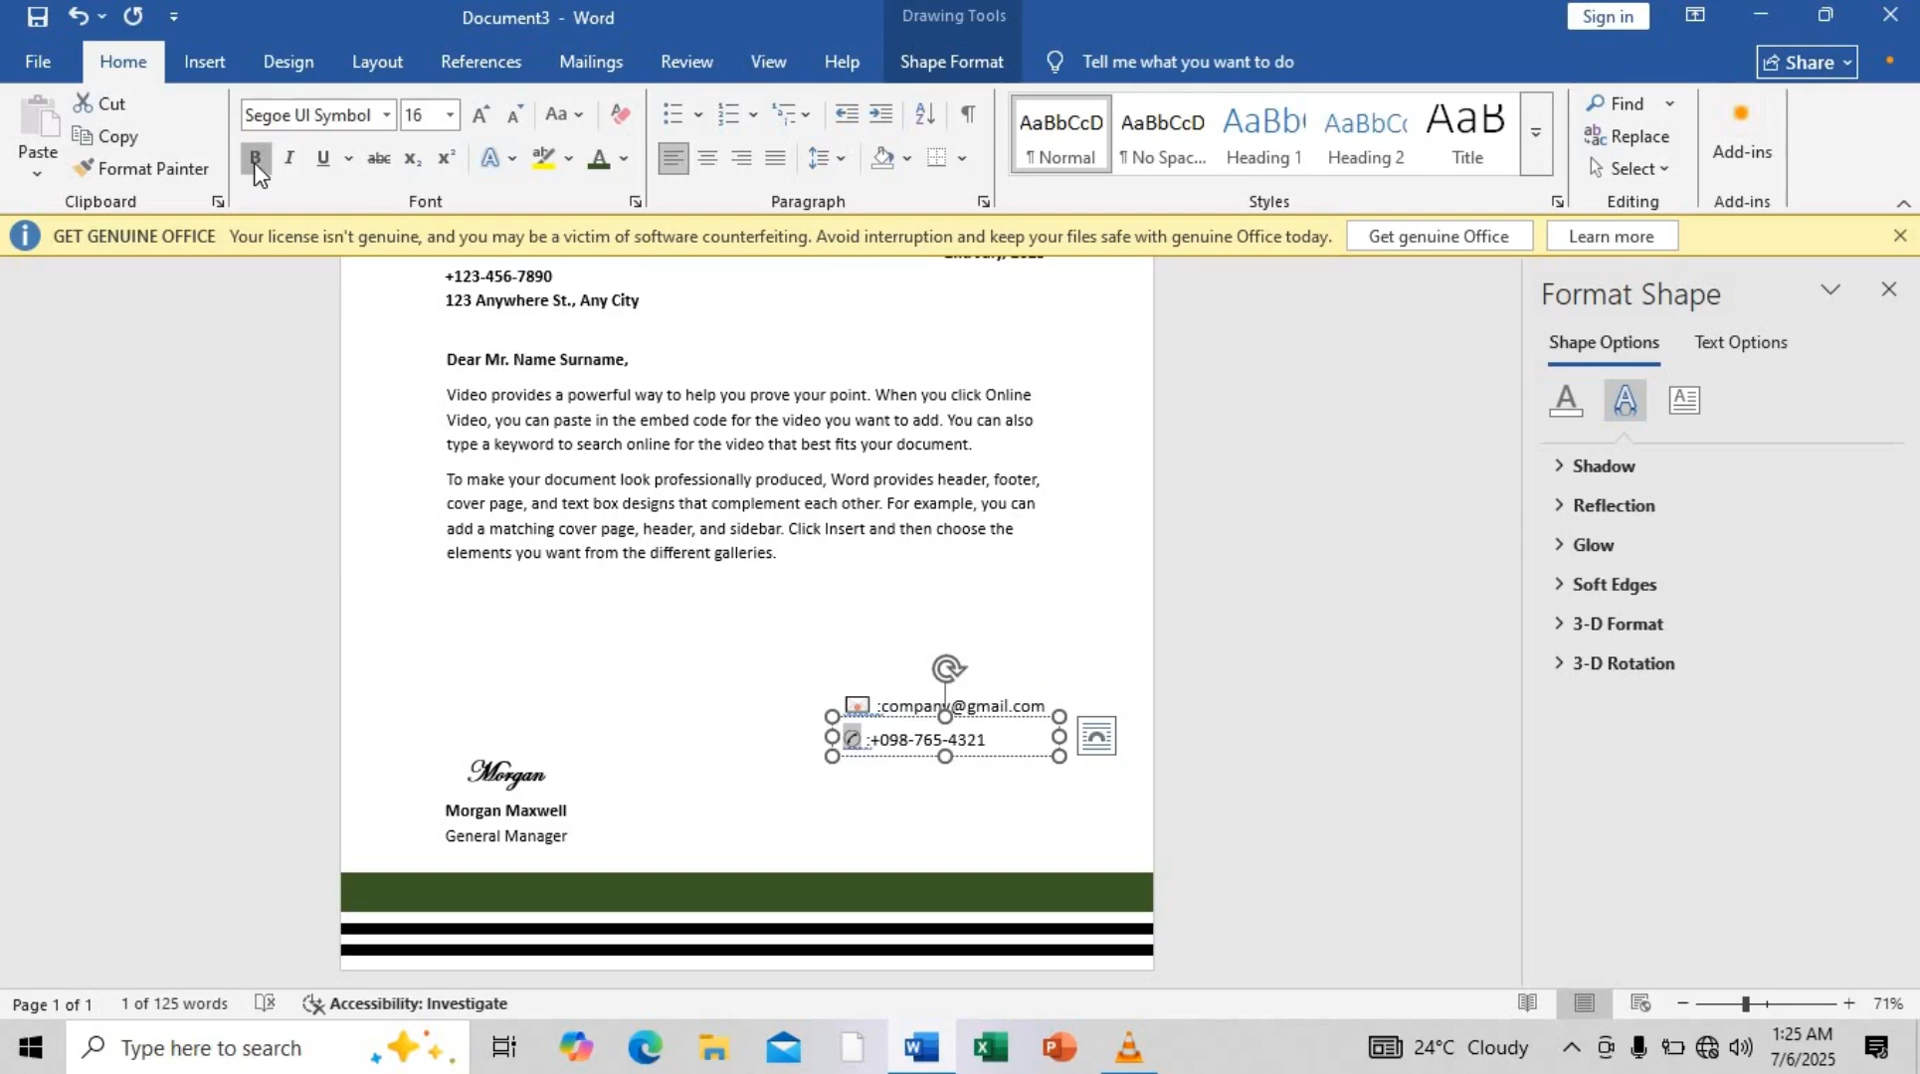 Document3 - Word
Drawing Tools
Sign in
File
Home
Insert
Design
Layout
References
Mailings
Review
View
Help
Shape Format
Tell me what you want to do
Share
Paste
Cut
Copy
Format Painter
Clipboard
Segoe UI Symbol
16
Aa
B I U abc X₂ X²
Font
Paragraph
AaBbCcD
¶ Normal
AaBbCcD
¶ No Spac...
AaBb(
Heading 1
AaBbCc
Heading 2
AaB
Title
Styles
Find
Replace
Select
Editing
Add-ins
Add-ins
GET GENUINE OFFICE Your license isn't genuine, and you may be a victim of software counterfeiting. Avoid interruption and keep your files safe with genuine Office today.
Get genuine Office
Learn more
+123-456-7890
123 Anywhere St., Any City
Dear Mr. Name Surname,
Video provides a powerful way to help you prove your point. When you click Online
Video, you can paste in the embed code for the video you want to add. You can also
type a keyword to search online for the video that best fits your document.
To make your document look professionally produced, Word provides header, footer,
cover page, and text box designs that complement each other. For example, you can
add a matching cover page, header, and sidebar. Click Insert and then choose the
elements you want from the different galleries.
:company@gmail.com
:+098-765-4321
Morgan
Morgan Maxwell
General Manager
Format Shape
Shape Options
Text Options
Shadow
Reflection
Glow
Soft Edges
3-D Format
3-D Rotation
Page 1 of 1
1 of 125 words
Accessibility: Investigate
71%
Type here to search
24°C Cloudy
1:25 AM
7/6/2025